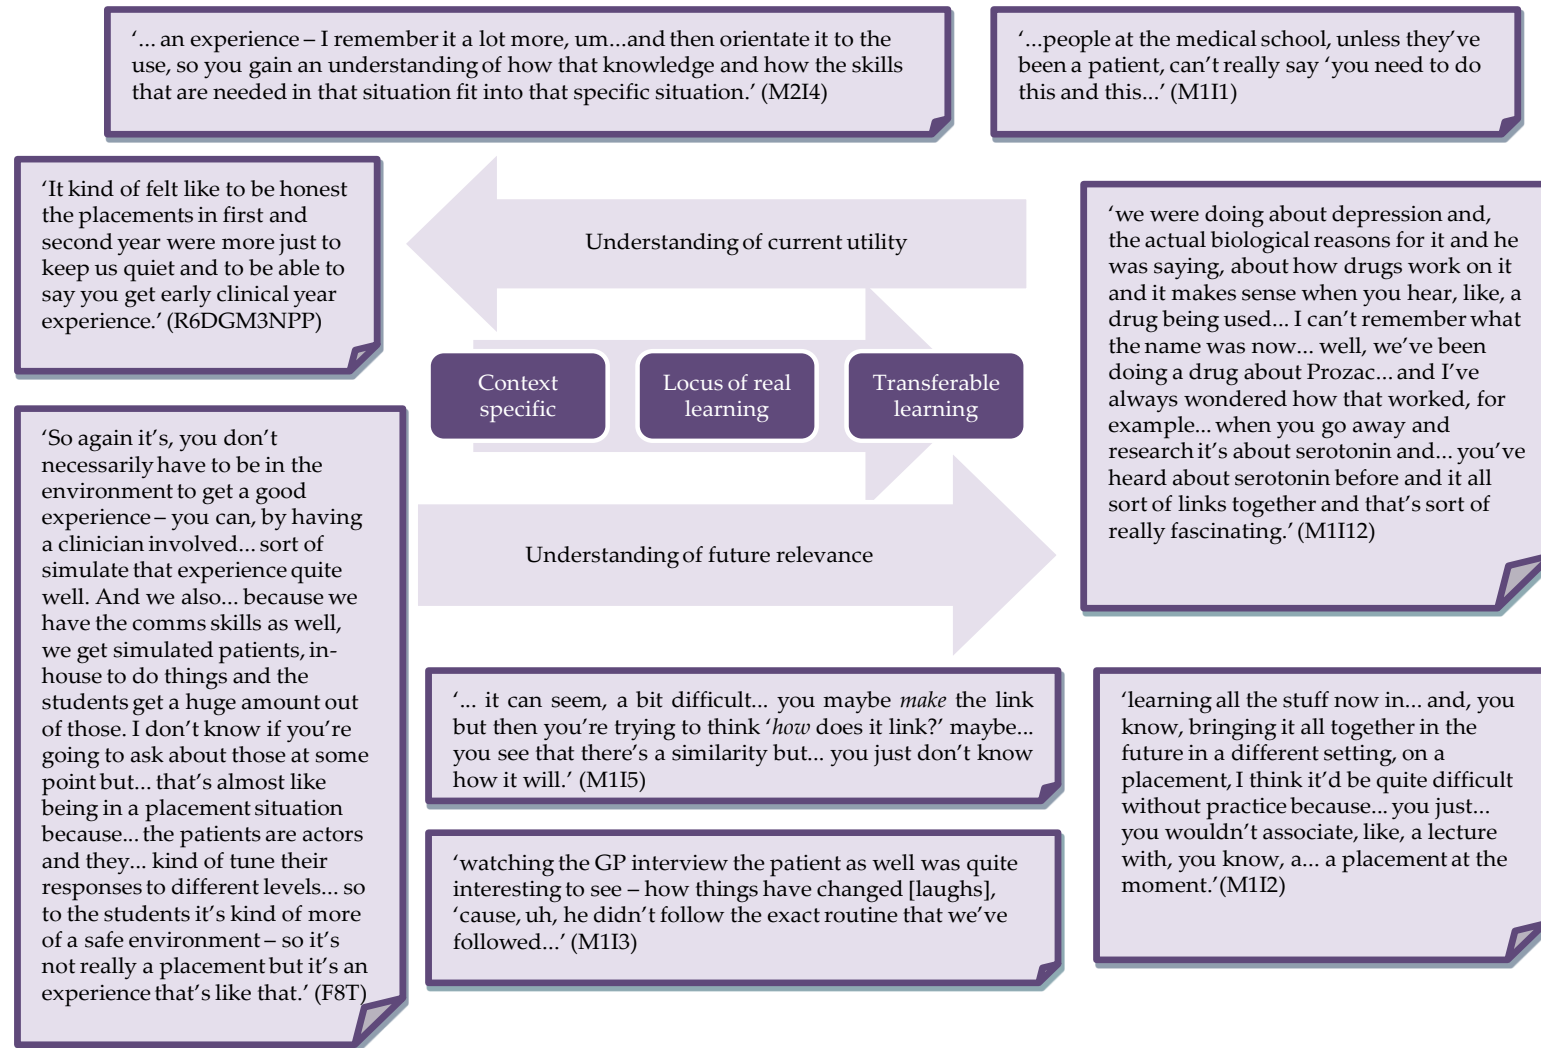 ‘... an experience – I remember it a lot more, um...and then orientate it to the
use, so you gain an understanding of how that knowledge and how the skills
that are needed in that situation fit into that specific situation.’ (M2I4)
‘...people at the medical school, unless they’ve
been a patient, can’t really say ‘you need to do
this and this...’ (M1I1)
‘It kind of felt like to be honest
the placements in first and
second year were more just to
keep us quiet and to be able to
say you get early clinical year
experience.’ (R6DGM3NPP)
Understanding of current utility
Context
specific
Locus of real
learning
Transferable
learning
Understanding of future relevance
‘we were doing about depression and,
the actual biological reasons for it and he
was saying, about how drugs work on it
and it makes sense when you hear, like, a
drug being used... I can’t remember what
the name was now... well, we’ve been
doing a drug about Prozac... and I’ve
always wondered how that worked, for
example... when you go away and
research it’s about serotonin and... you’ve
heard about serotonin before and it all
sort of links together and that’s sort of
really fascinating.’ (M1I12)
‘So again it’s, you don’t
necessarily have to be in the
environment to get a good
experience – you can, by having
a clinician involved... sort of
simulate that experience quite
well. And we also... because we
have the comms skills as well,
we get simulated patients, in-
house to do things and the
students get a huge amount out
of those. I don’t know if you’re
going to ask about those at some
point but... that’s almost like
being in a placement situation
because... the patients are actors
and they... kind of tune their
responses to different levels... so
to the students it’s kind of more
of a safe environment – so it’s
not really a placement but it’s an
experience that’s like that.’ (F8T)
‘... it can seem, a bit difficult... you maybe make the link
but then you’re trying to think ‘how does it link?’ maybe...
you see that there’s a similarity but... you just don’t know
how it will.’ (M1I5)
‘watching the GP interview the patient as well was quite
interesting to see – how things have changed [laughs],
‘cause, uh, he didn’t follow the exact routine that we’ve
followed...’ (M1I3)
‘learning all the stuff now in... and, you
know, bringing it all together in the
future in a different setting, on a
placement, I think it’d be quite difficult
without practice because... you just...
you wouldn’t associate, like, a lecture
with, you know, a... a placement at the
moment.’(M1I2)